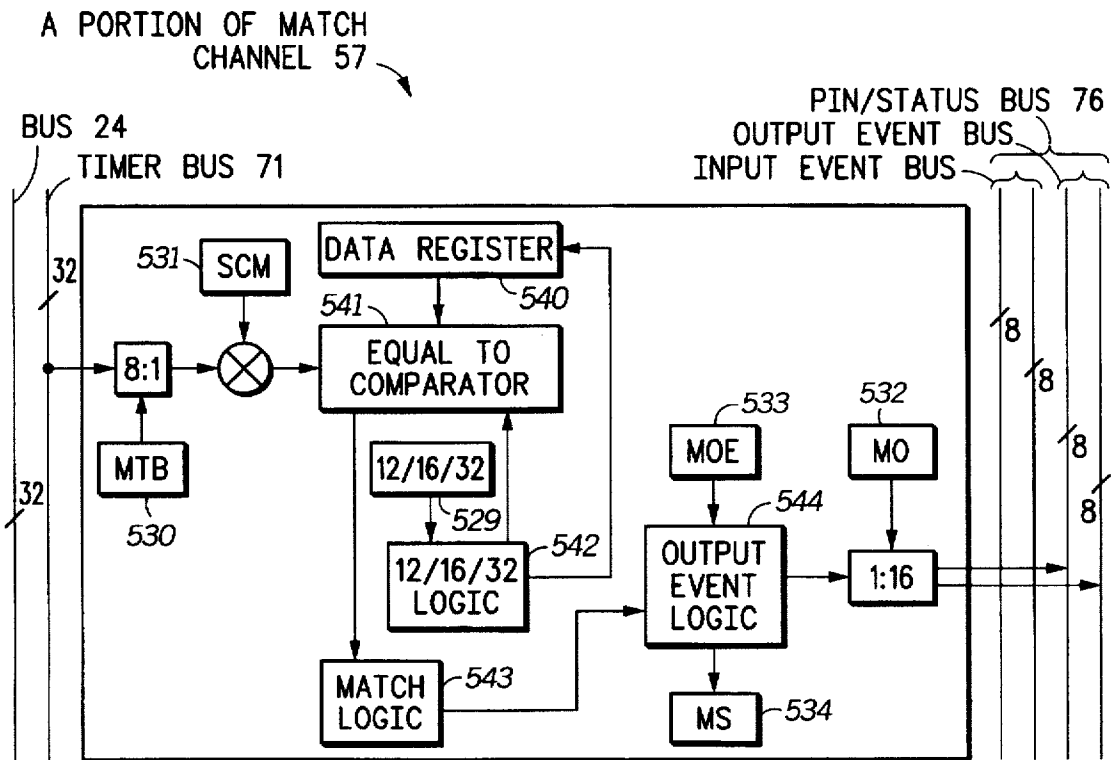 A PORTION OF MATCH
CHANNEL 57
PIN/STATUS BUS 76
BUS 24
OUTPUT EVENT BUS
TIMER BUS 71
INPUT EVENT BUS
531
SCM
DATA REGISTER
540
32
541
8:1
EQUAL TO
COMPARATOR
8
8
533
532
MTB
12/16/32
MOE
MO
8
32
530
529
544
8
542
12/16/32
LOGIC
OUTPUT
EVENT
LOGIC
1:16
543
MATCH
LOGIC
MS
534